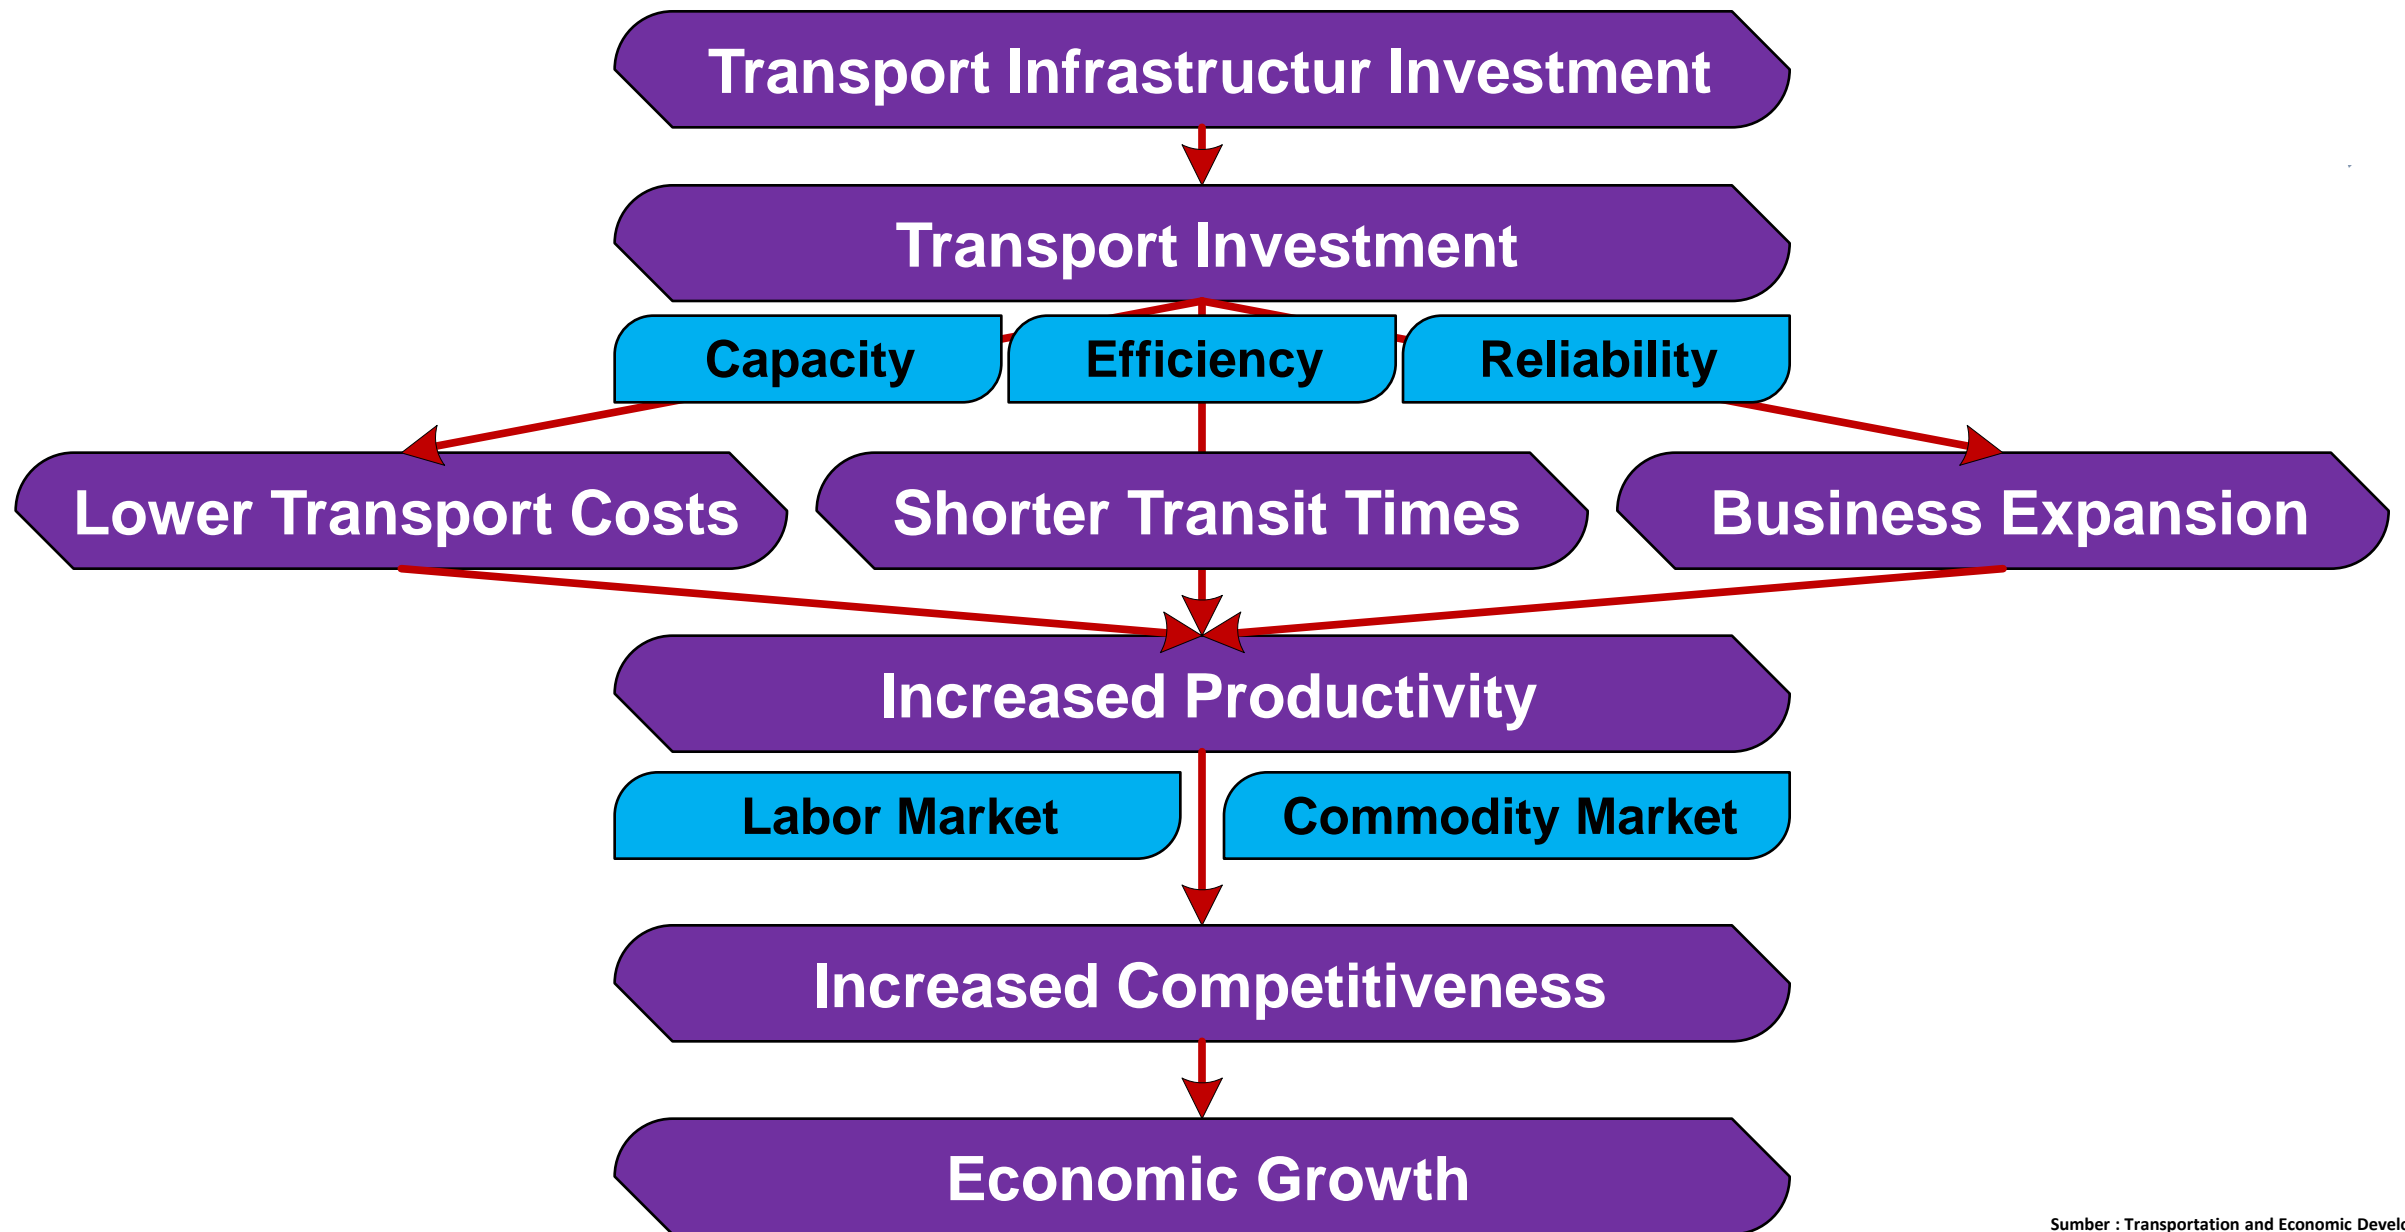 Transport Infrastructur Investment
Transport Investment
Capacity
Efficiency
Reliability
Lower Transport Costs
Shorter Transit Times
Business Expansion
Increased Productivity
Labor Market
Commodity Market
Increased Competitiveness
Economic Growth
Sumber : Transportation and Economic